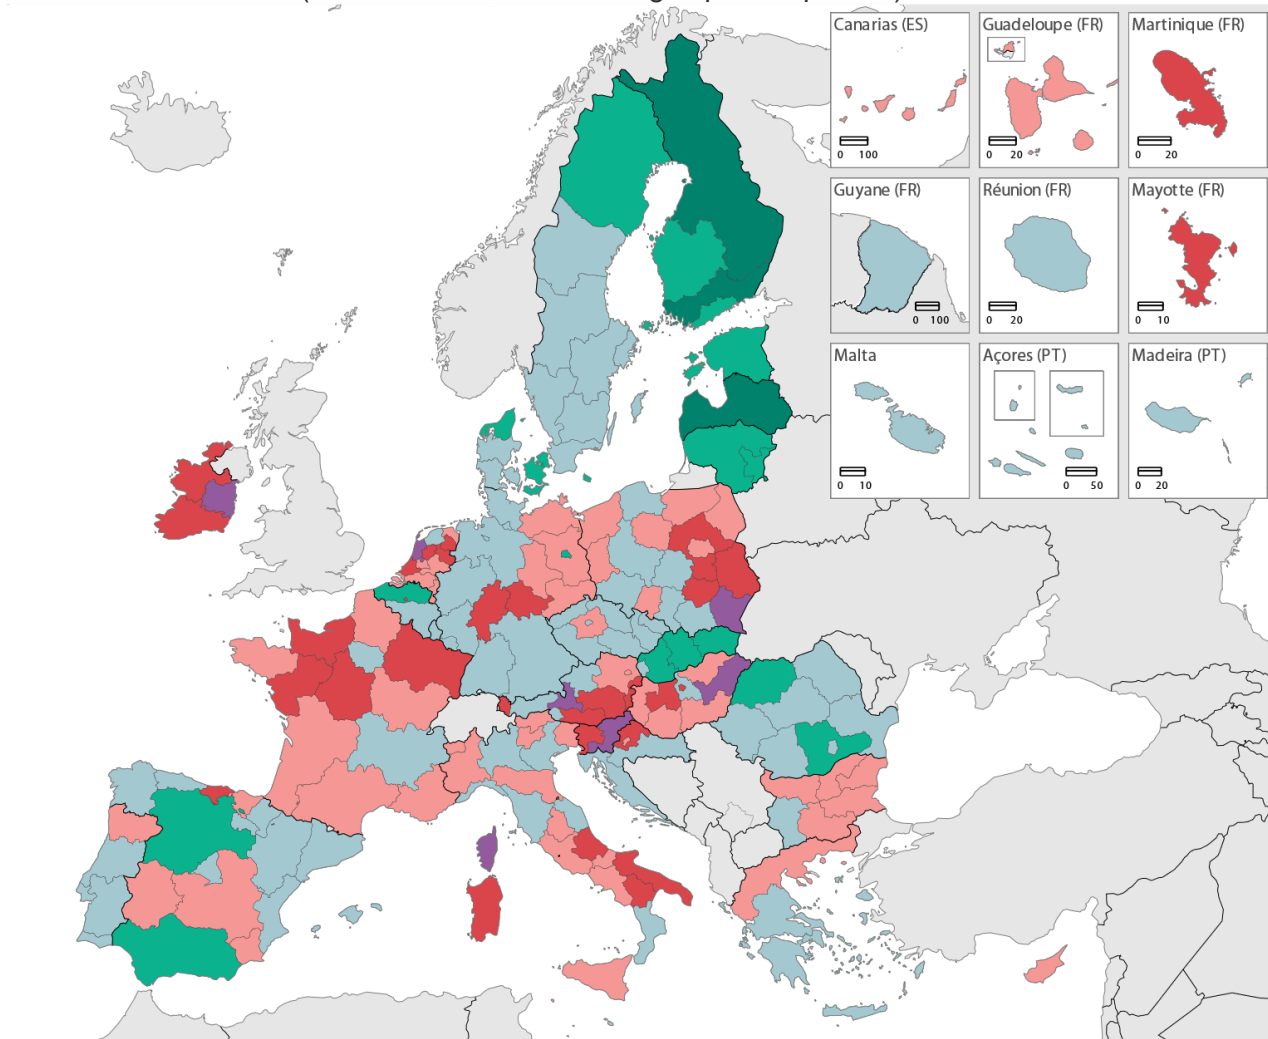 Canarias (ES)
0 100
Guadeloupe (FR)
0 20
Martinique (FR)
0 20
Guyane (FR)
0 100
Réunion (FR)
0 20
Mayotte (FR)
0 10
Malta
0 10
Açores (PT)
0 50
Madeira (PT)
0 20